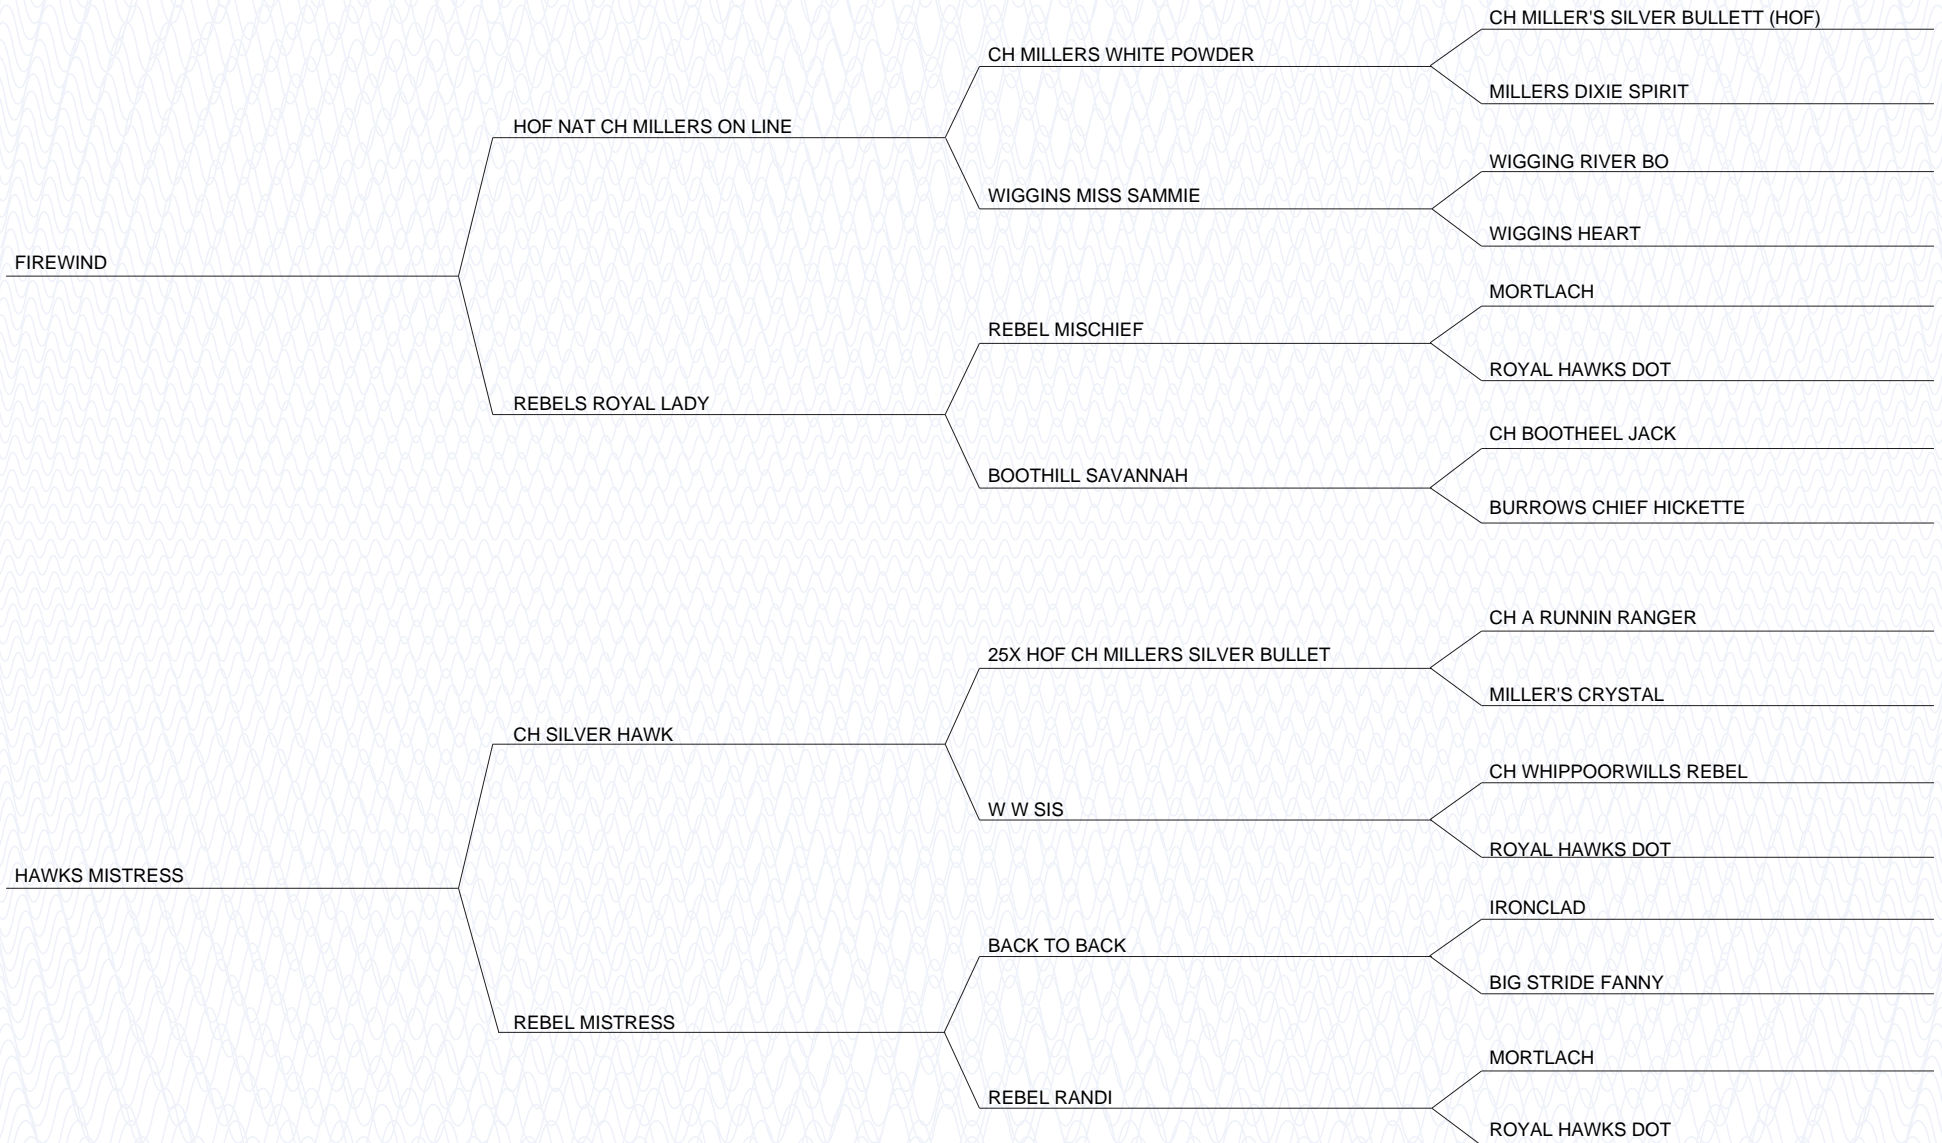 CH MILLER'S SILVER BULLETT (HOF)
CH MILLERS WHITE POWDER
MILLERS DIXIE SPIRIT
HOF NAT CH MILLERS ON LINE
WIGGING RIVER BO
WIGGINS MISS SAMMIE
WIGGINS HEART
FIREWIND
MORTLACH
REBEL MISCHIEF
ROYAL HAWKS DOT
REBELS ROYAL LADY
CH BOOTHEEL JACK
BOOTHILL SAVANNAH
BURROWS CHIEF HICKETTE
CH A RUNNIN RANGER
25X HOF CH MILLERS SILVER BULLET
MILLER'S CRYSTAL
CH SILVER HAWK
CH WHIPPOORWILLS REBEL
W W SIS
ROYAL HAWKS DOT
HAWKS MISTRESS
IRONCLAD
BACK TO BACK
BIG STRIDE FANNY
REBEL MISTRESS
MORTLACH
REBEL RANDI
ROYAL HAWKS DOT